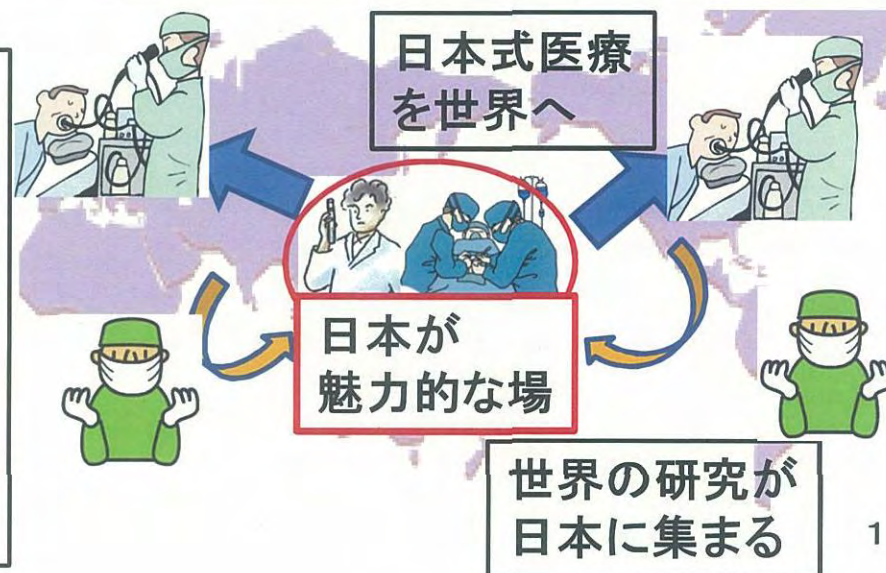 日本式医療
を世界へ
日本が
魅力的な場
世界の研究が
日本に集まる
1